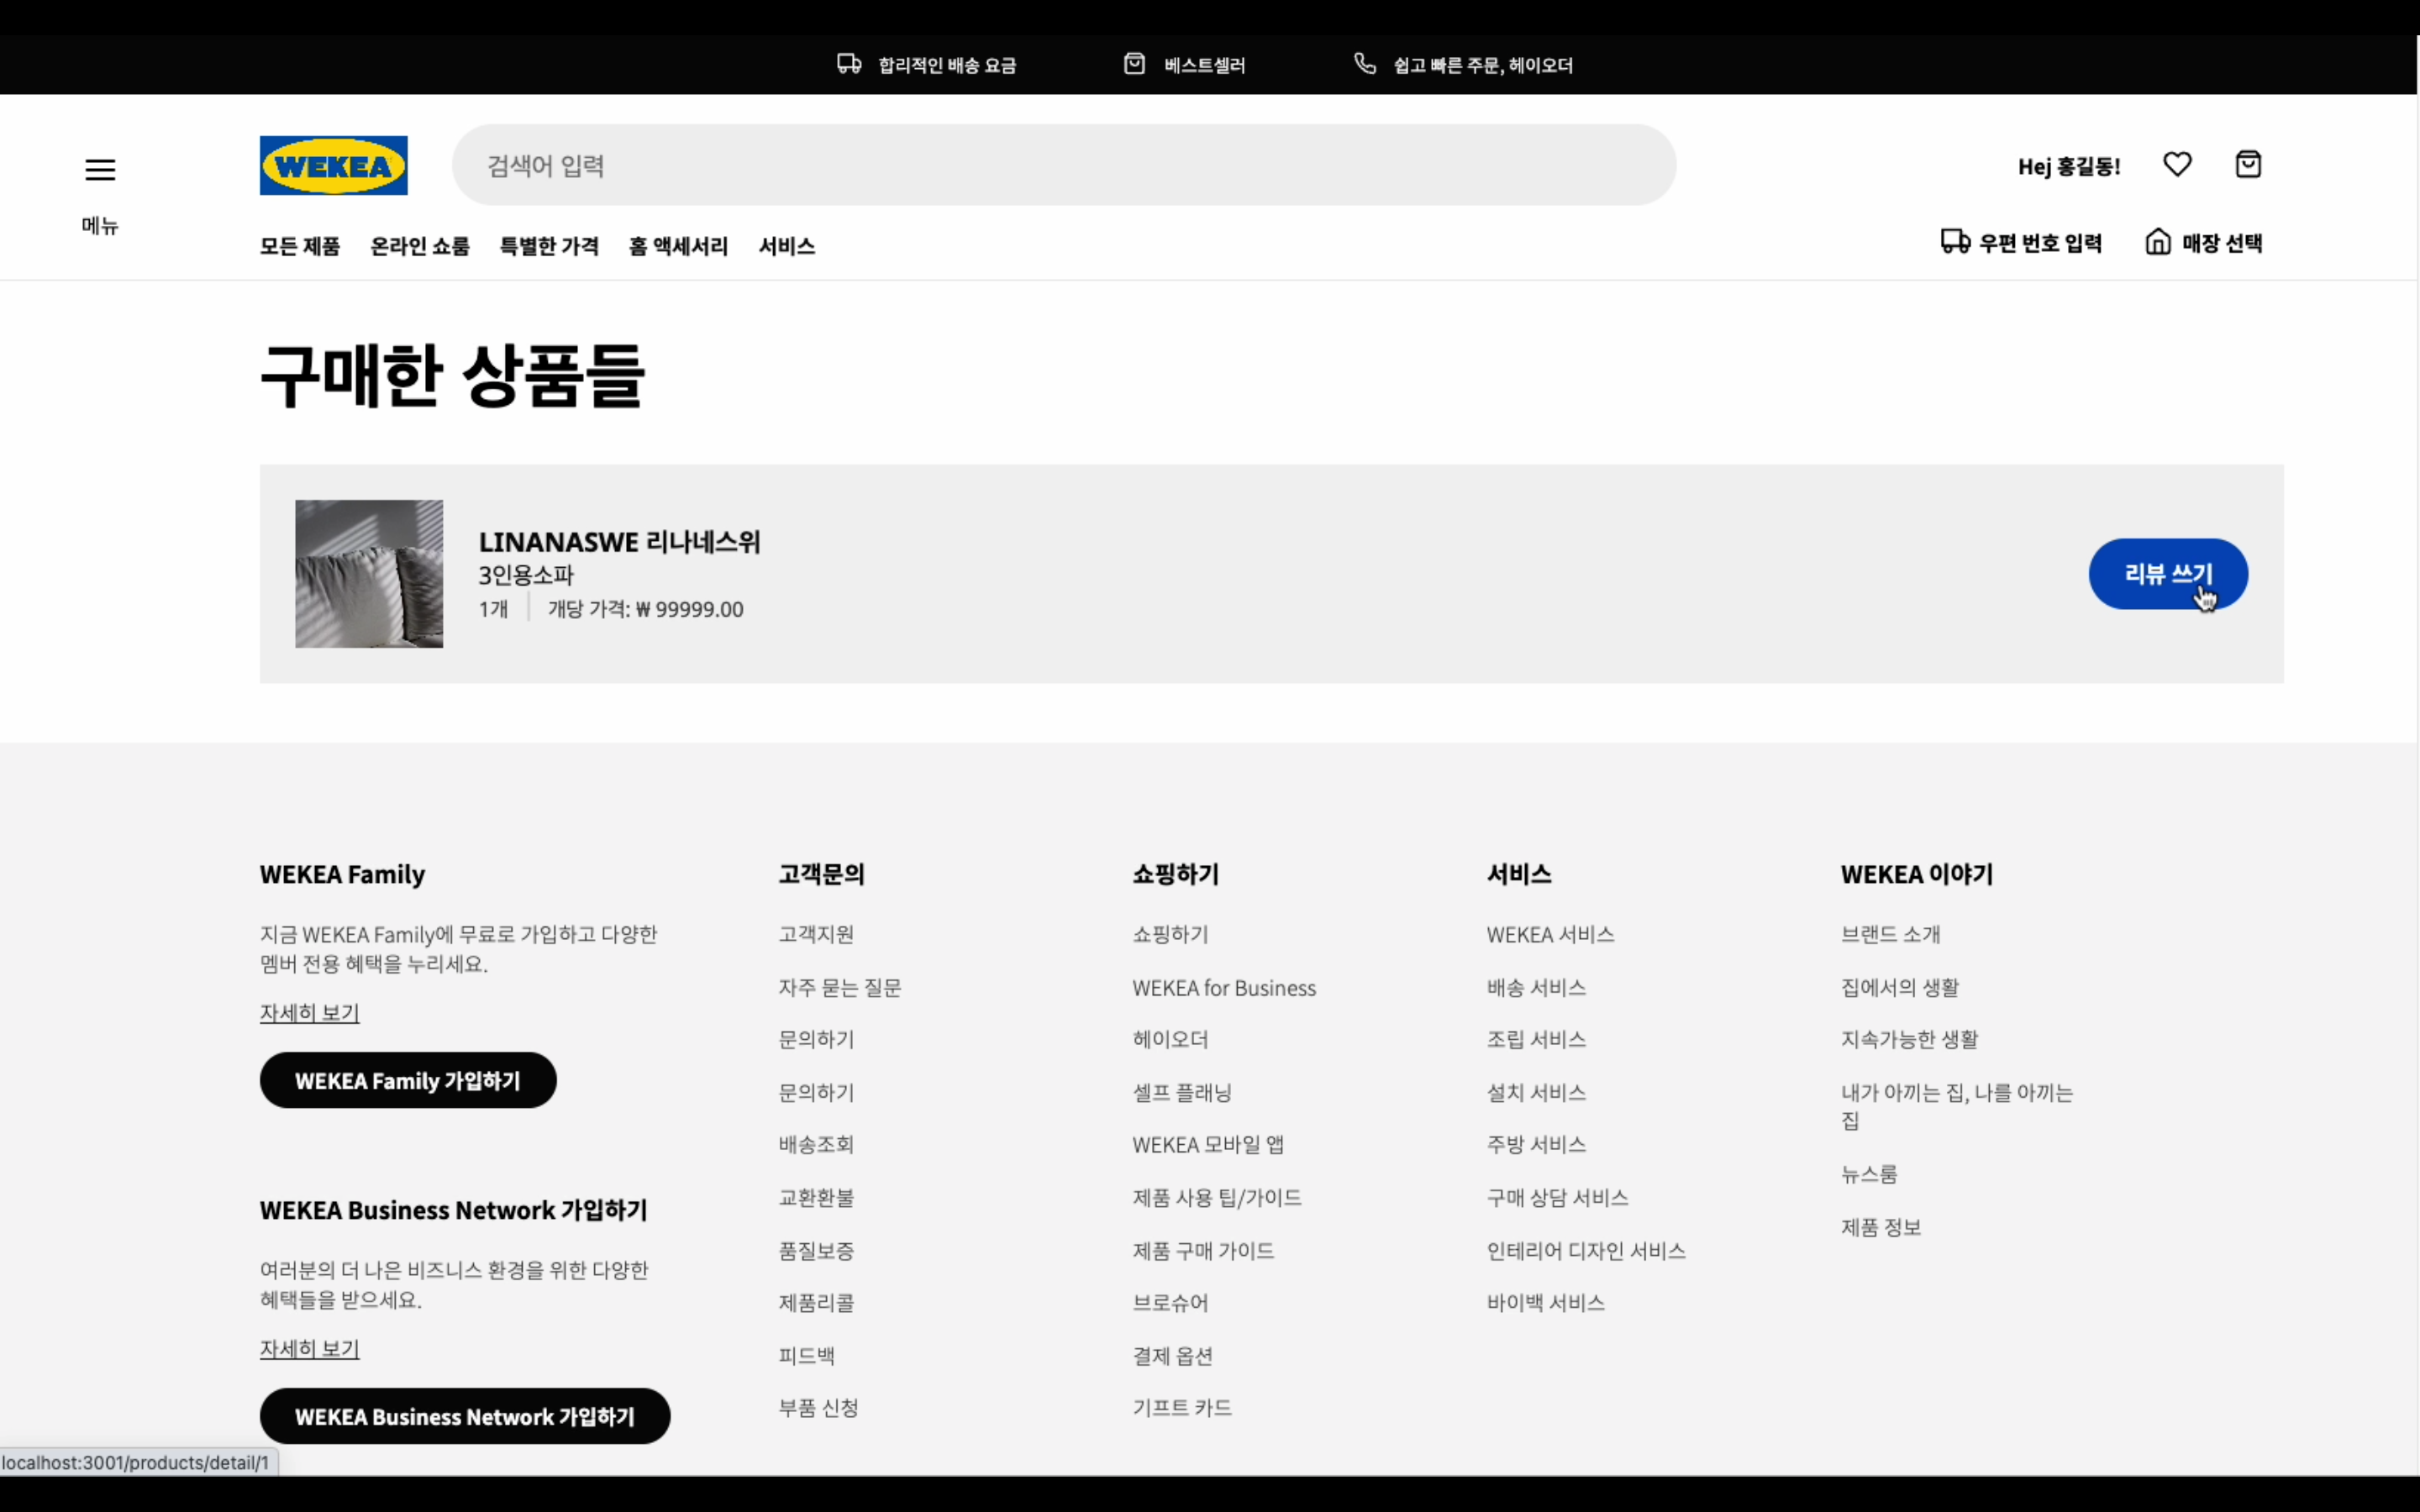 합리적인 배송 요금
베스트셀러
쉽고 빠른 주문, 헤이오더
메뉴
WEKEA
검색어 입력
Hej 홍길동!
모든 제품
온라인 쇼룸
특별한 가격
홈 액세서리
서비스
우편 번호 입력
매장 선택
구매한 상품들
LINANASWE 리나네스위
3인용소파
1개
개당 가격: ₩ 99999.00
리뷰 쓰기
WEKEA Family
지금 WEKEA Family에 무료로 가입하고 다양한
멤버 전용 혜택을 누리세요.
자세히 보기
WEKEA Family 가입하기
WEKEA Business Network 가입하기
여러분의 더 나은 비즈니스 환경을 위한 다양한
혜택들을 받으세요.
자세히 보기
WEKEA Business Network 가입하기
고객문의
고객지원
자주 묻는 질문
문의하기
문의하기
배송조회
교환환불
품질보증
제품리콜
피드백
부품 신청
쇼핑하기
쇼핑하기
WEKEA for Business
헤이오더
셀프 플래닝
WEKEA 모바일 앱
제품 사용 팁/가이드
제품 구매 가이드
브로슈어
결제 옵션
기프트 카드
서비스
WEKEA 서비스
배송 서비스
조립 서비스
설치 서비스
주방 서비스
구매 상담 서비스
인테리어 디자인 서비스
바이백 서비스
WEKEA 이야기
브랜드 소개
집에서의 생활
지속가능한 생활
내가 아끼는 집, 나를 아끼는
집
뉴스룸
제품 정보
localhost:3001/products/detail/1